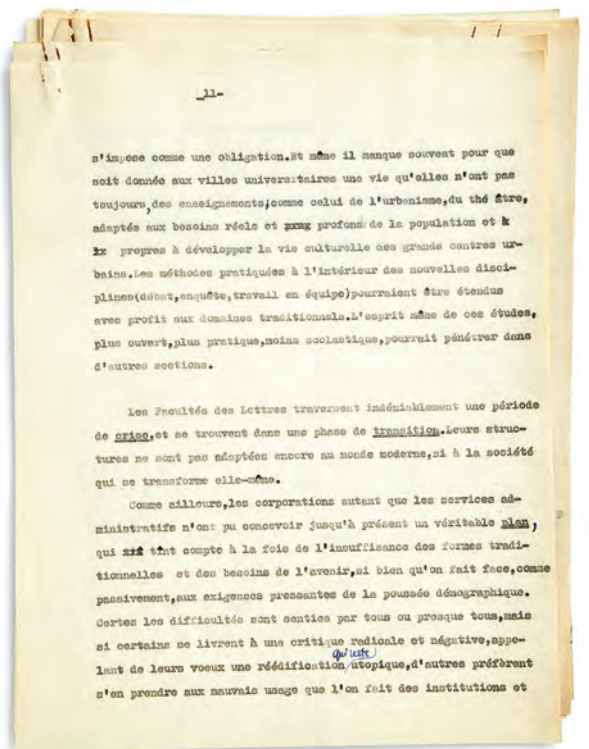 _11-
s'impose comme une obligation.Et même il manque souvent pour que
soit donnée aux villes universitaires une vie qu'elles n'ont pas
toujours,des enseignements,comme celui de l'urbanisme,du thé âtre,
adaptés aux besoins réels et profons de la population et
propres à développer la vie culturelle des grands centres ur-
bains.Les méthodes pratiquées à l'intérieur des nouvelles disci-
plines(débat,enquête,travail en équipe)pourraient être étendus
avec profit aux domaines traditionnels.L'esprit même de ces études,
plus ouvert,plus pratique,moins scolastique,pourrait pénétrer dans
d'autres sections.
Les Facultés des Lettres traversent indéniablement une période
de crise,et se trouvent dans une phase de transition.Leurs struc-
tures ne sont pas adaptées encore au monde moderne,si à la société
qui se transforme elle-même.
Comme ailleurs,les corporations autant que les services ad-
ministratifs n'ont pu concevoir jusqu'à présent un véritable plan,
qui tînt compte à la fois de l'insuffisance des formes tradi-
tionnelles et des besoins de l'avenir,si bien qu'on fait face,comme
passivement,aux exigences pressantes de la poussée démographique.
Certes les difficultés sont senties par tous ou presque tous,mais
si certains se livrent à une critique radicale et négative,appe-
lant de leurs voeux une réédification utopique,d'autres préfèrent
s'en prendre aux mauvais usage que l'on fait des institutions et